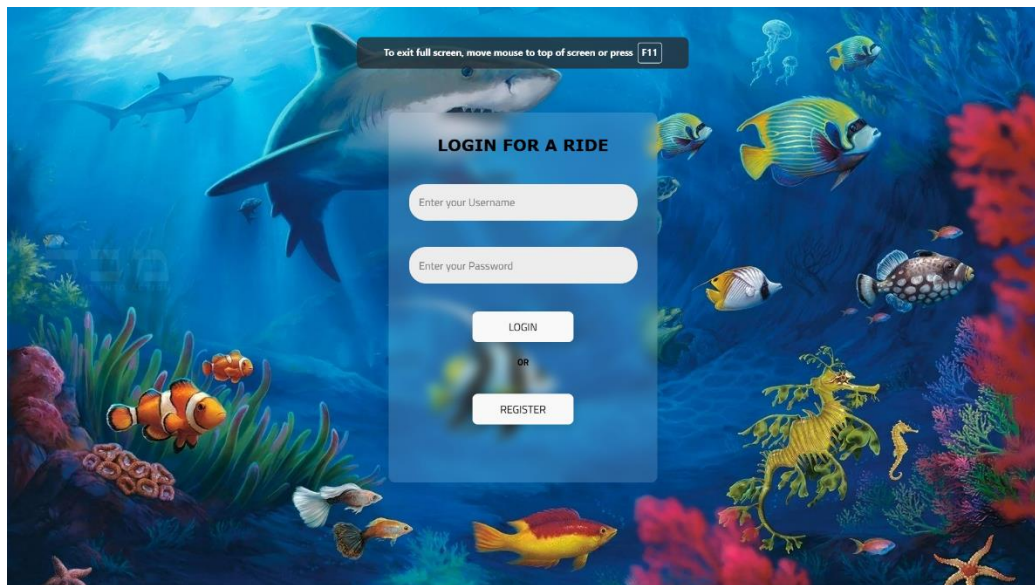 To exit full screen, move mouse to top of screen or press F11
LOGIN FOR A RIDE
Enter your Username
Enter your Password
LOGIN
OR
REGISTER